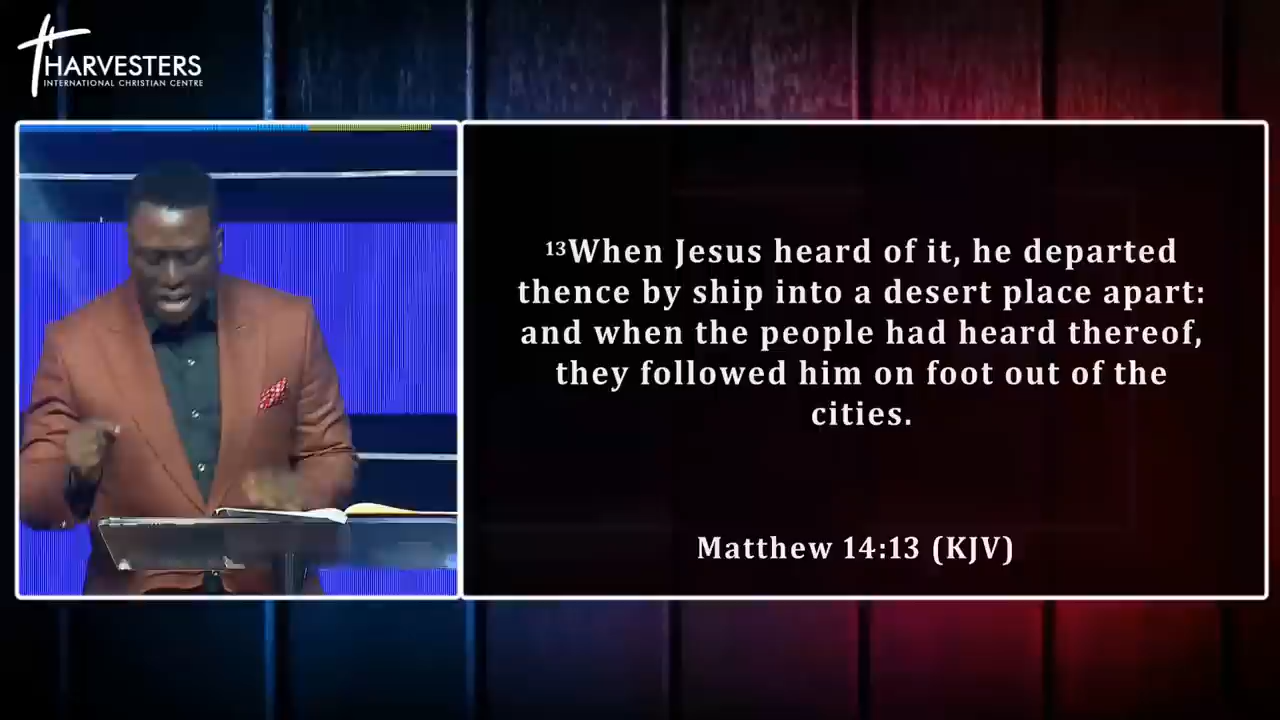 HARVESTERS
INTERNATIONAL CHRISTIAN CENTRE
13When Jesus heard of it, he departed
thence by ship into a desert place apart:
and when the people had heard thereof,
they followed him on foot out of the
cities.
Matthew 14:13 (KJV)